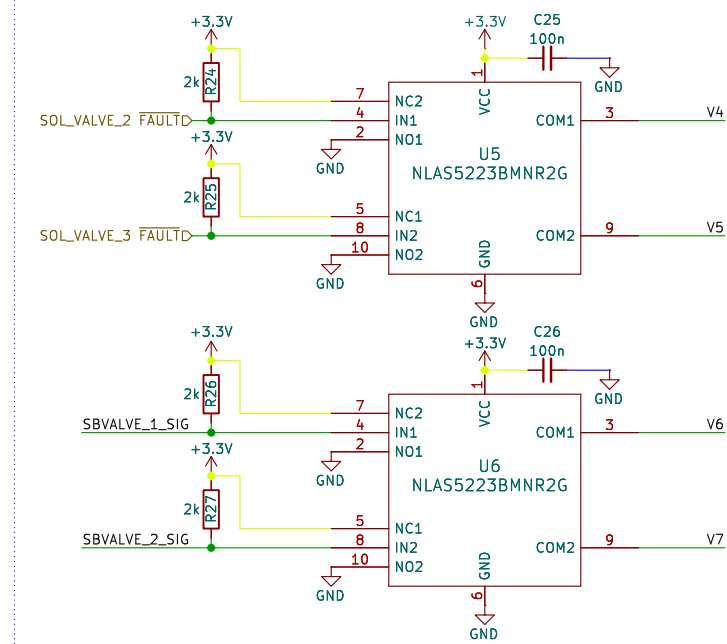 +3.3V
+3.3V
C25
100n
2k
R24
GND
7
NC2
1
VCC
SOL_VALVE_2 FAULT
4
IN1
COM1
3
V4
+3.3V
2
NO1
GND
U5
NLAS5223BMNR2G
2k
R25
5
NC1
SOL_VALVE_3 FAULT
8
IN2
COM2
9
V5
10
NO2
GND
GND
6
GND
+3.3V
+3.3V
C26
100n
2k
R26
GND
7
NC2
1
VCC
SBVALVE_1_SIG
4
IN1
COM1
3
V6
+3.3V
2
NO1
GND
U6
NLAS5223BMNR2G
2k
R27
5
NC1
SBVALVE_2_SIG
8
IN2
COM2
9
V7
10
NO2
GND
GND
6
GND